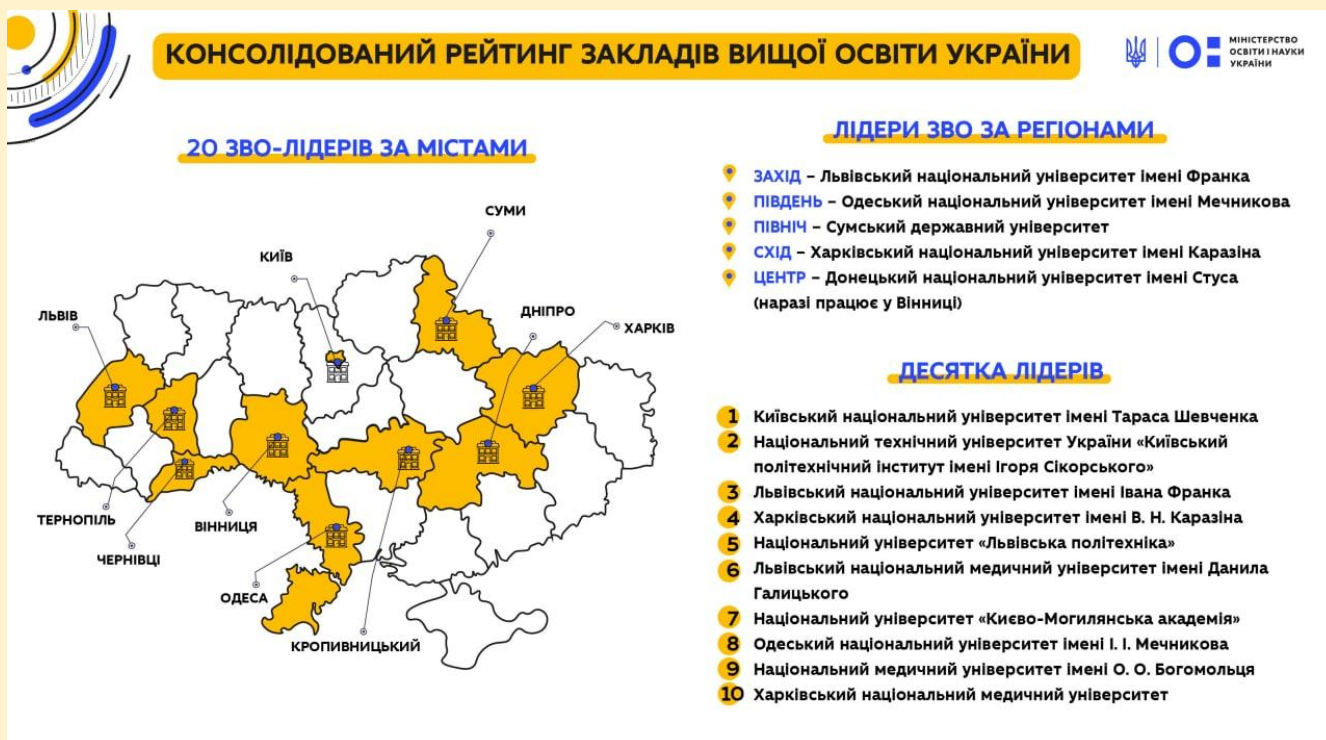 КОНСОЛІДОВАНИЙ РЕЙТИНГ ЗАКЛАДІВ ВИЩОЇ ОСВІТИ УКРАЇНИ
МІНІСТЕРСТВО
ОСВІТИ І НАУКИ
УКРАЇНИ
20 ЗВО-ЛІДЕРІВ ЗА МІСТАМИ
СУМИ
КИЇВ
ДНІПРО
ЛЬВІВ
ХАРКІВ
ТЕРНОПІЛЬ
ВІННИЦЯ
ЧЕРНІВЦІ
ОДЕСА
КРОПИВНИЦЬКИЙ
ЛІДЕРИ ЗВО ЗА РЕГІОНАМИ
ЗАХІД – Львівський національний університет імені Франка
ПІВДЕНЬ – Одеський національний університет імені Мечникова
ПІВНІЧ – Сумський державний університет
СХІД – Харківський національний університет імені Каразіна
ЦЕНТР – Донецький національний університет імені Стуса
(наразі працює у Вінниці)
ДЕСЯТКА ЛІДЕРІВ
1 Київський національний університет імені Тараса Шевченка
2 Національний технічний університет України «Київський
політехнічний інститут імені Ігоря Сікорського»
3 Львівський національний університет імені Івана Франка
4 Харківський національний університет імені В. Н. Каразіна
5 Національний університет «Львівська політехніка»
6 Львівський національний медичний університет імені Данила
Галицького
7 Національний університет «Києво-Могилянська академія»
8 Одеський національний університет імені І. І. Мечникова
9 Національний медичний університет імені О. О. Богомольця
10 Харківський національний медичний університет